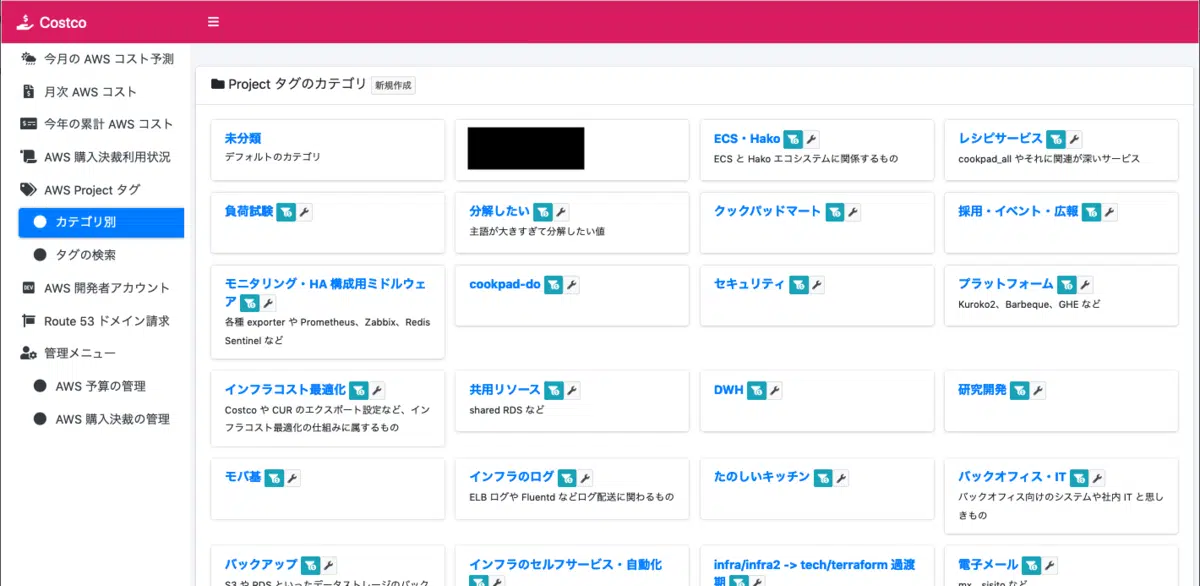 Costco
今月の AWS コスト予測
月次 AWS コスト
今年の累計 AWS コスト
AWS 購入決裁利用状況
AWS Project タグ
カテゴリ別
タグの検索
AWS 開発者アカウント
Route 53 ドメイン請求
管理メニュー
AWS 予算の管理
AWS 購入決裁の管理
Project タグのカテゴリ 新規作成
未分類
デフォルトのカテゴリ
ECS・Hako
ECS と Hako エコシステムに関係するもの
レシピサービス
cookpad_all やそれに関連が深いサービス
負荷試験
分解したい
主語が大きすぎて分解したい値
クックパッドマート
採用・イベント・広報
モニタリング・HA 構成用ミドルウェ
ア
各種 exporter や Prometheus、Zabbix、Redis
Sentinel など
cookpad-do
セキュリティ
プラットフォーム
Kuroko2、Barbeque、GHE など
インフラコスト最適化
Costco や CUR のエクスポート設定など、イン
フラコスト最適化の仕組みに属するもの
共用リソース
shared RDS など
DWH
研究開発
モバ基
インフラのログ
ELB ログや Fluentd などログ配送に関わるもの
たのしいキッチン
バックオフィス・IT
バックオフィス向けのシステムや社内 IT と思し
きもの
バックアップ
S3 や RDS といったデータストレージのバック
インフラのセルフサービス・自動化
infra/infra2 -> tech/terraform 過渡
期
電子メール
mx、sisito など